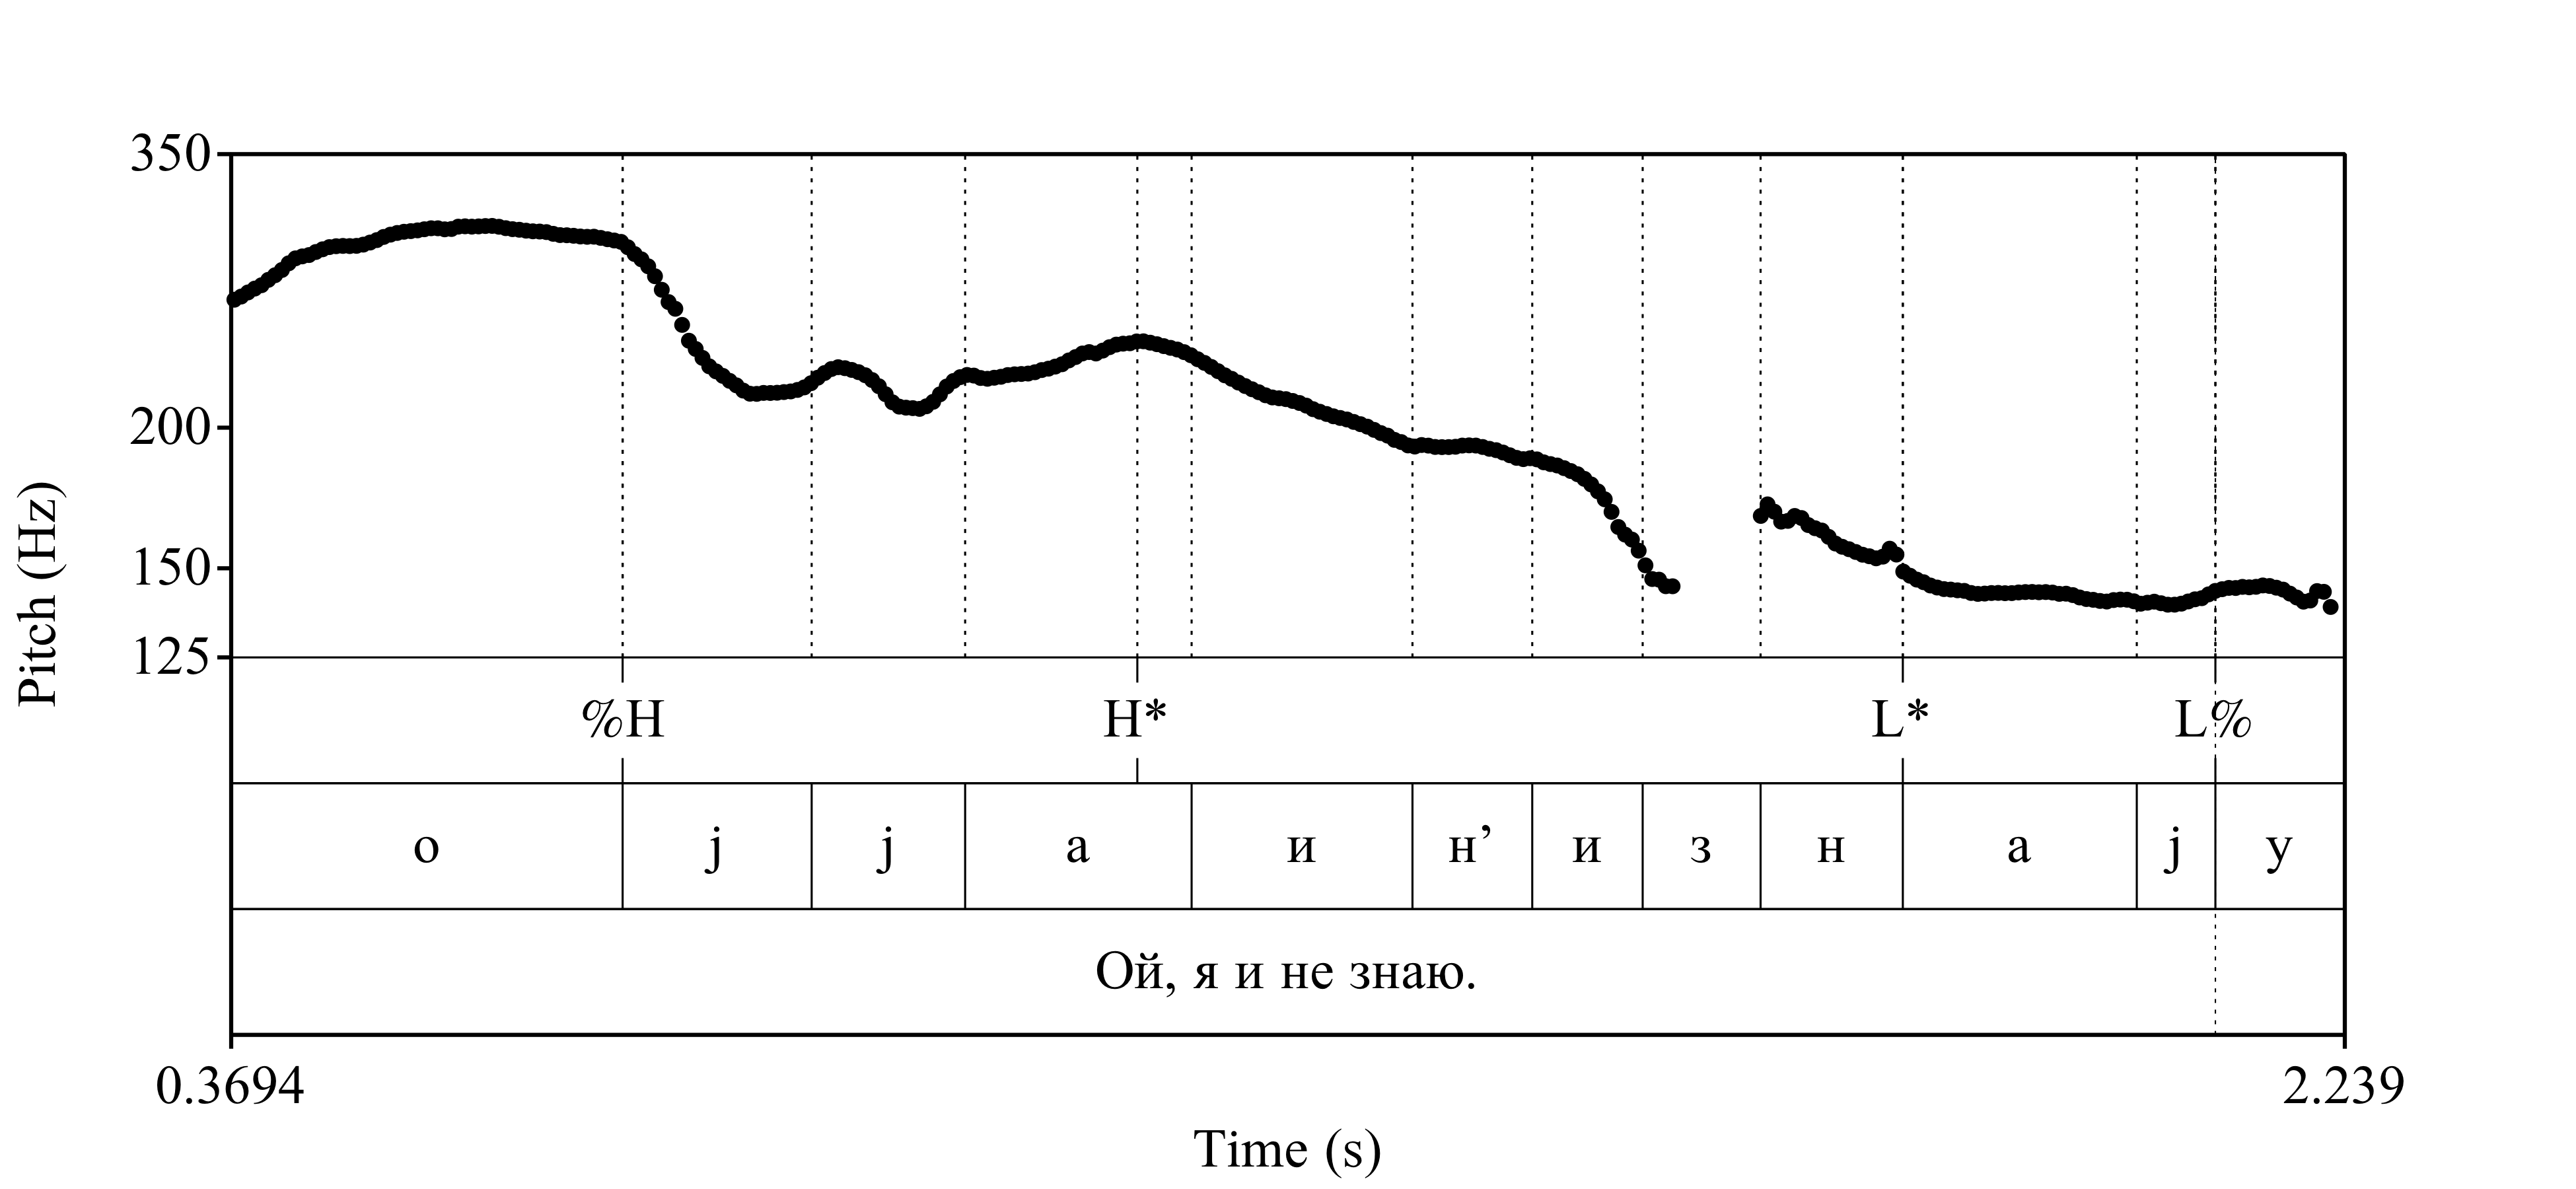 350
200
150
125
Pitch (Hz)
%H H* L* L%
о j j а и н’ и з н а j у
Ой, я и не знаю.
0.3694 2.239
Time (s)